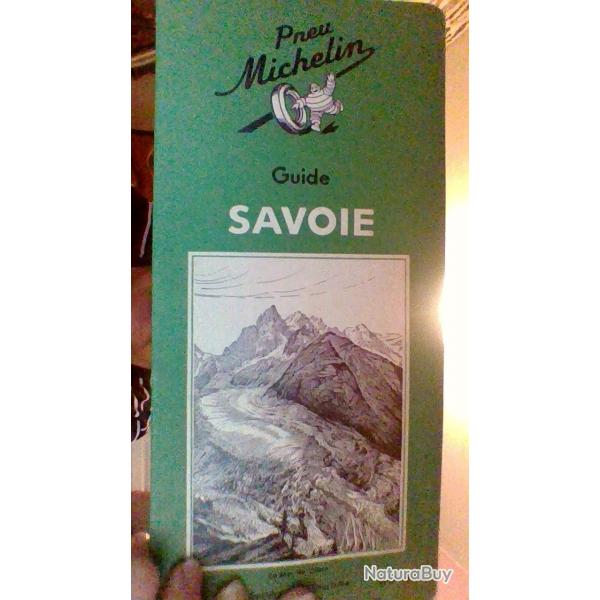 Pneu
Michelin
Guide
SAVOIE
NaturaBuy